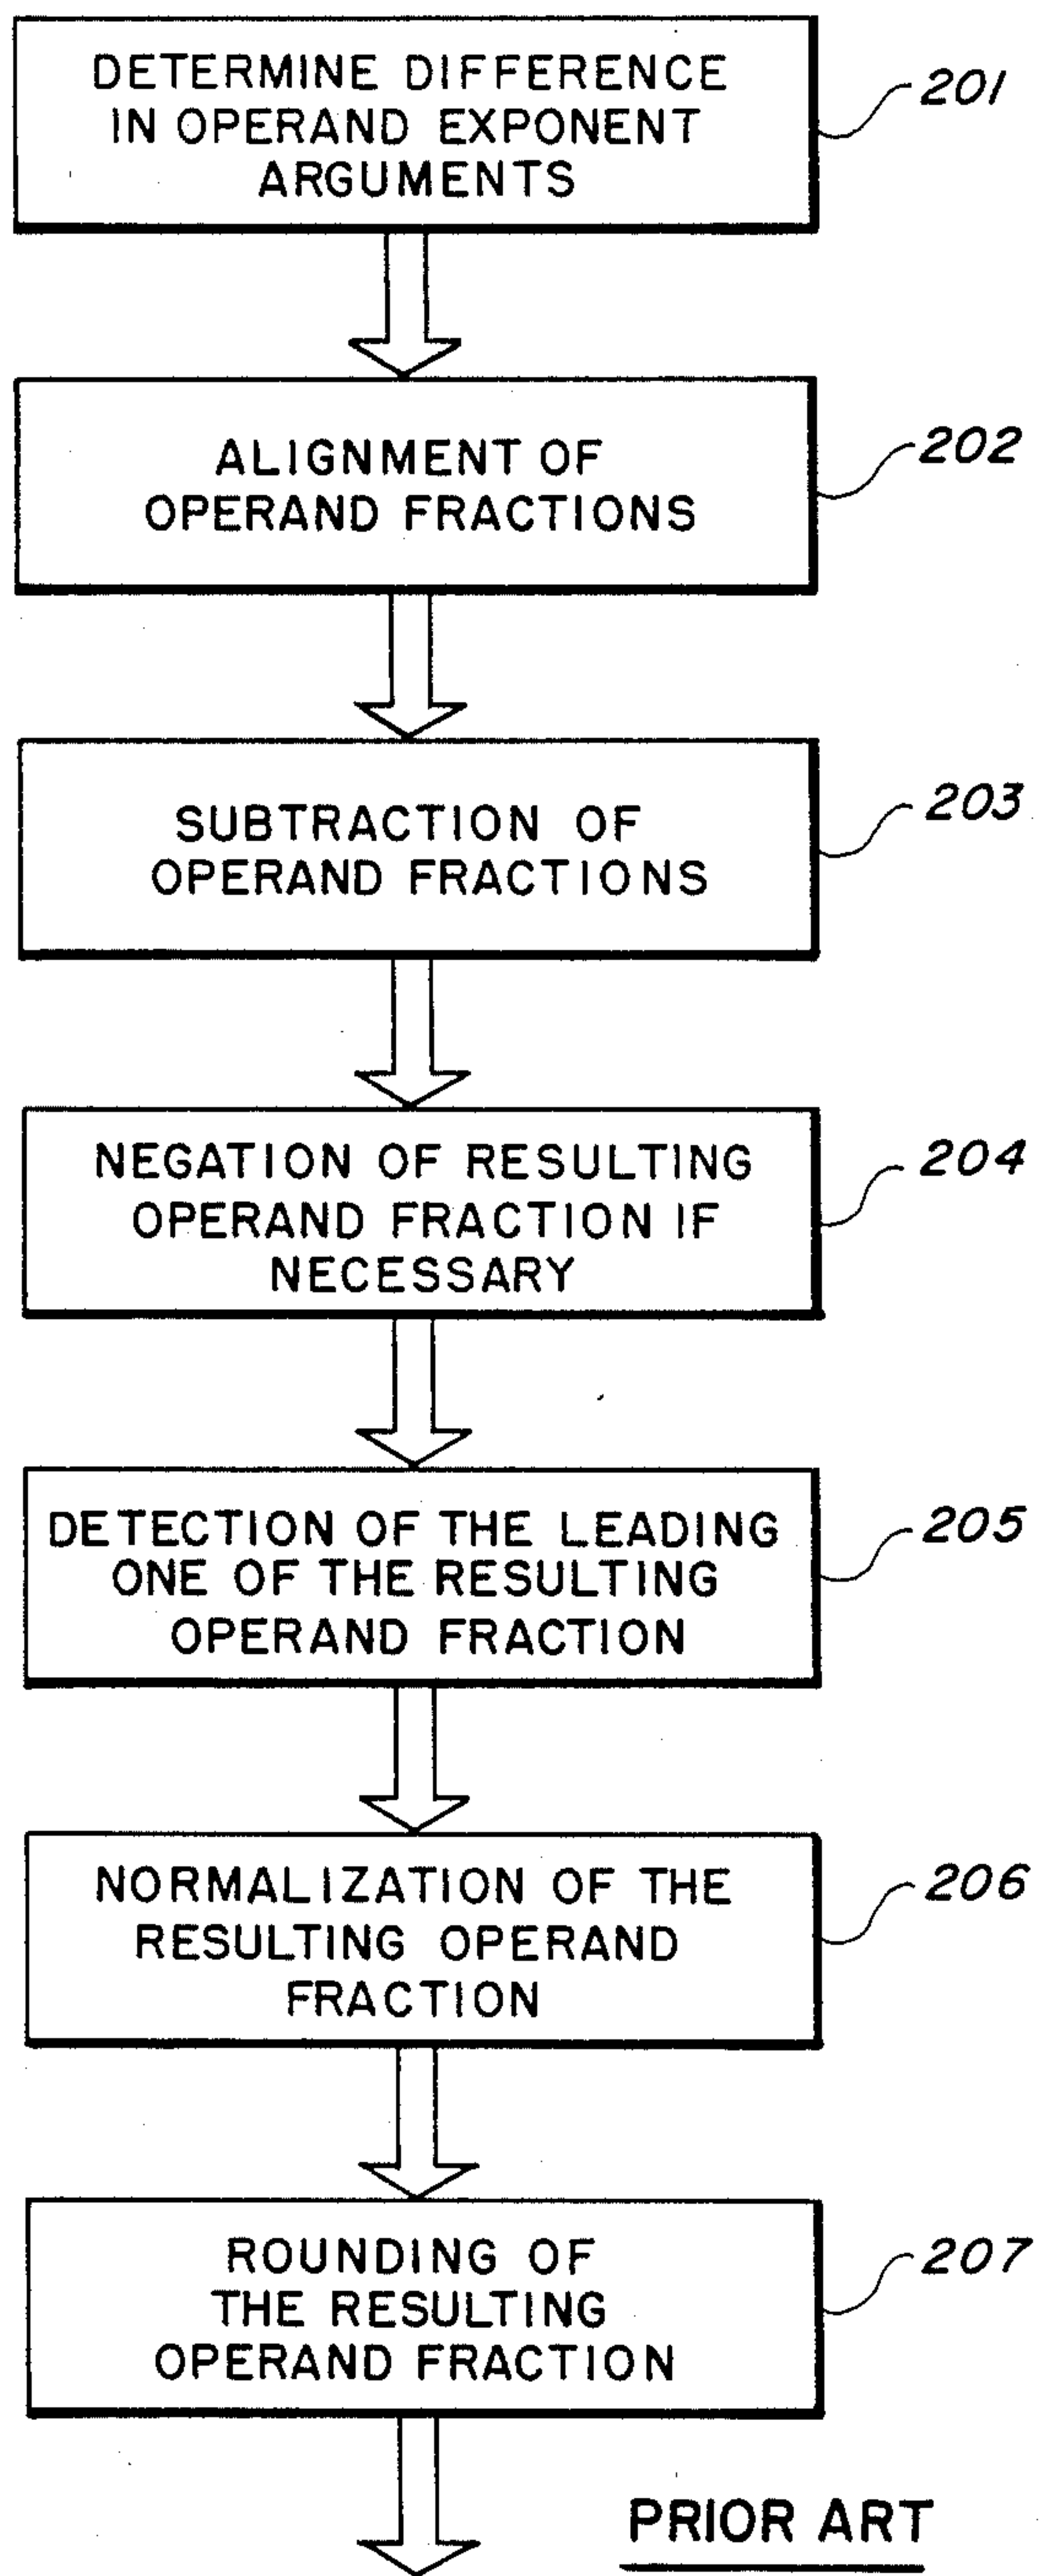 DETERMINE DIFFERENCE
IN OPERAND EXPONENT
ARGUMENTS
201
ALIGNMENT OF
OPERAND FRACTIONS
202
SUBTRACTION OF
OPERAND FRACTIONS
203
NEGATION OF RESULTING
OPERAND FRACTION IF
NECESSARY
204
DETECTION OF THE LEADING
ONE OF THE RESULTING
OPERAND FRACTION
205
NORMALIZATION OF THE
RESULTING OPERAND
FRACTION
206
ROUNDING OF
THE RESULTING
OPERAND FRACTION
207
PRIOR ART